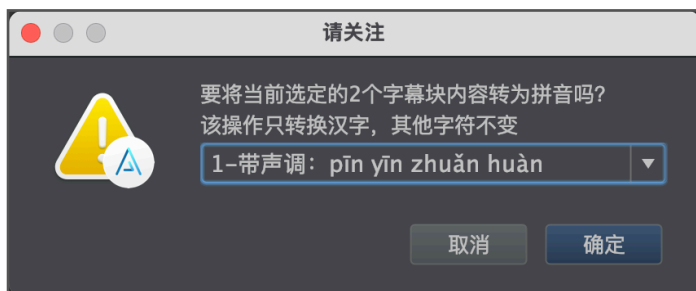 请关注
要将当前选定的2个字幕块内容转为拼音吗?
该操作只转换汉字，其他字符不变
1-带声调：pīn yīn zhuǎn huàn
取消
确定